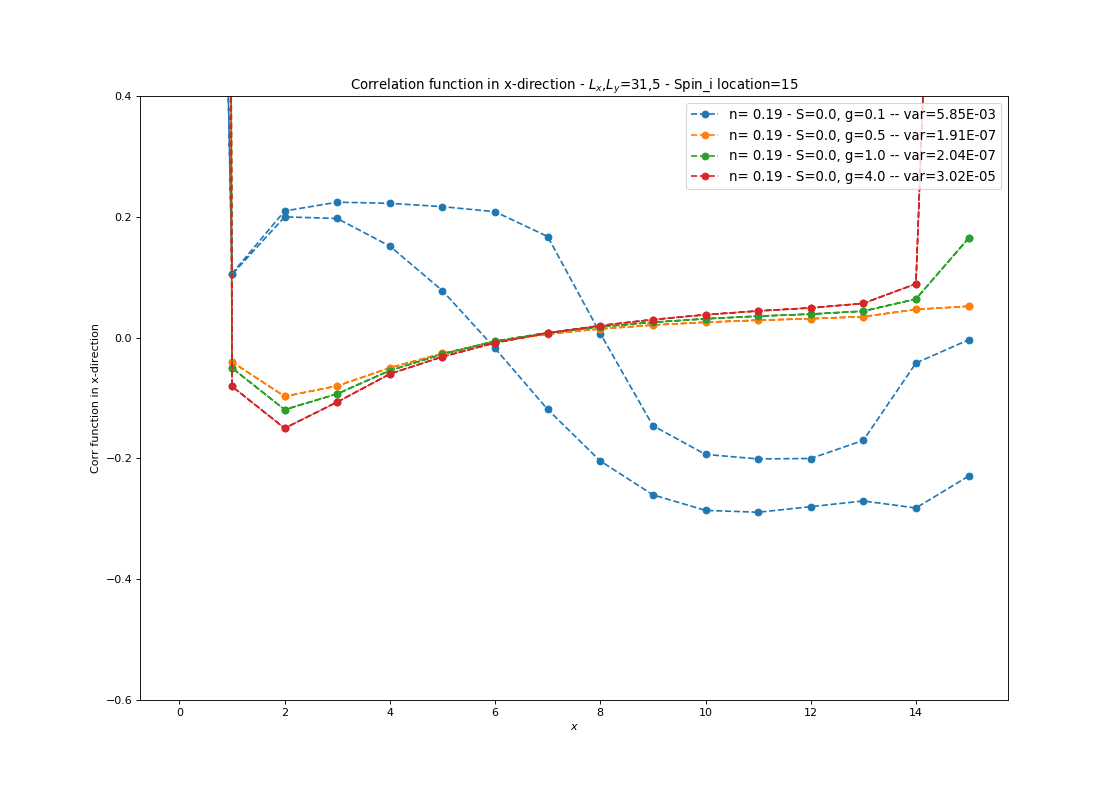 Correlation function in x-direction - Lₓ,Lᵧ=31,5 - Spin_i location=15
n= 0.19 - S=0.0, g=0.1 -- var=5.85E-03
n= 0.19 - S=0.0, g=0.5 -- var=1.91E-07
n= 0.19 - S=0.0, g=1.0 -- var=2.04E-07
n= 0.19 - S=0.0, g=4.0 -- var=3.02E-05
Corr function in x-direction
0.4
0.2
0.0
−0.2
−0.4
−0.6
0 2 4 6 8 10 12 14
x